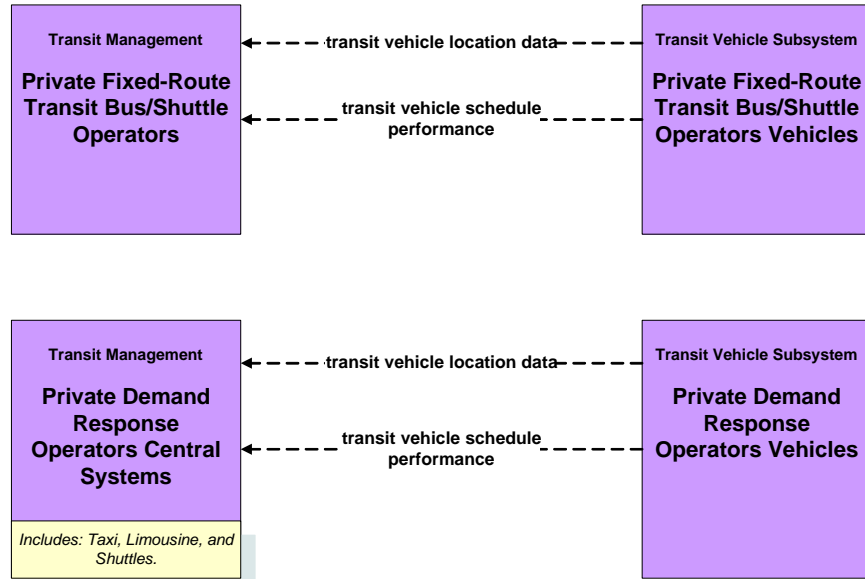 Transit Management
Private Fixed-Route
Transit Bus/Shuttle
Operators
transit vehicle location data
transit vehicle schedule
performance
Transit Vehicle Subsystem
Private Fixed-Route
Transit Bus/Shuttle
Operators Vehicles
Transit Management
Private Demand
Response
Operators Central
Systems
Includes: Taxi, Limousine, and
Shuttles.
transit vehicle location data
transit vehicle schedule
performance
Transit Vehicle Subsystem
Private Demand
Response
Operators Vehicles